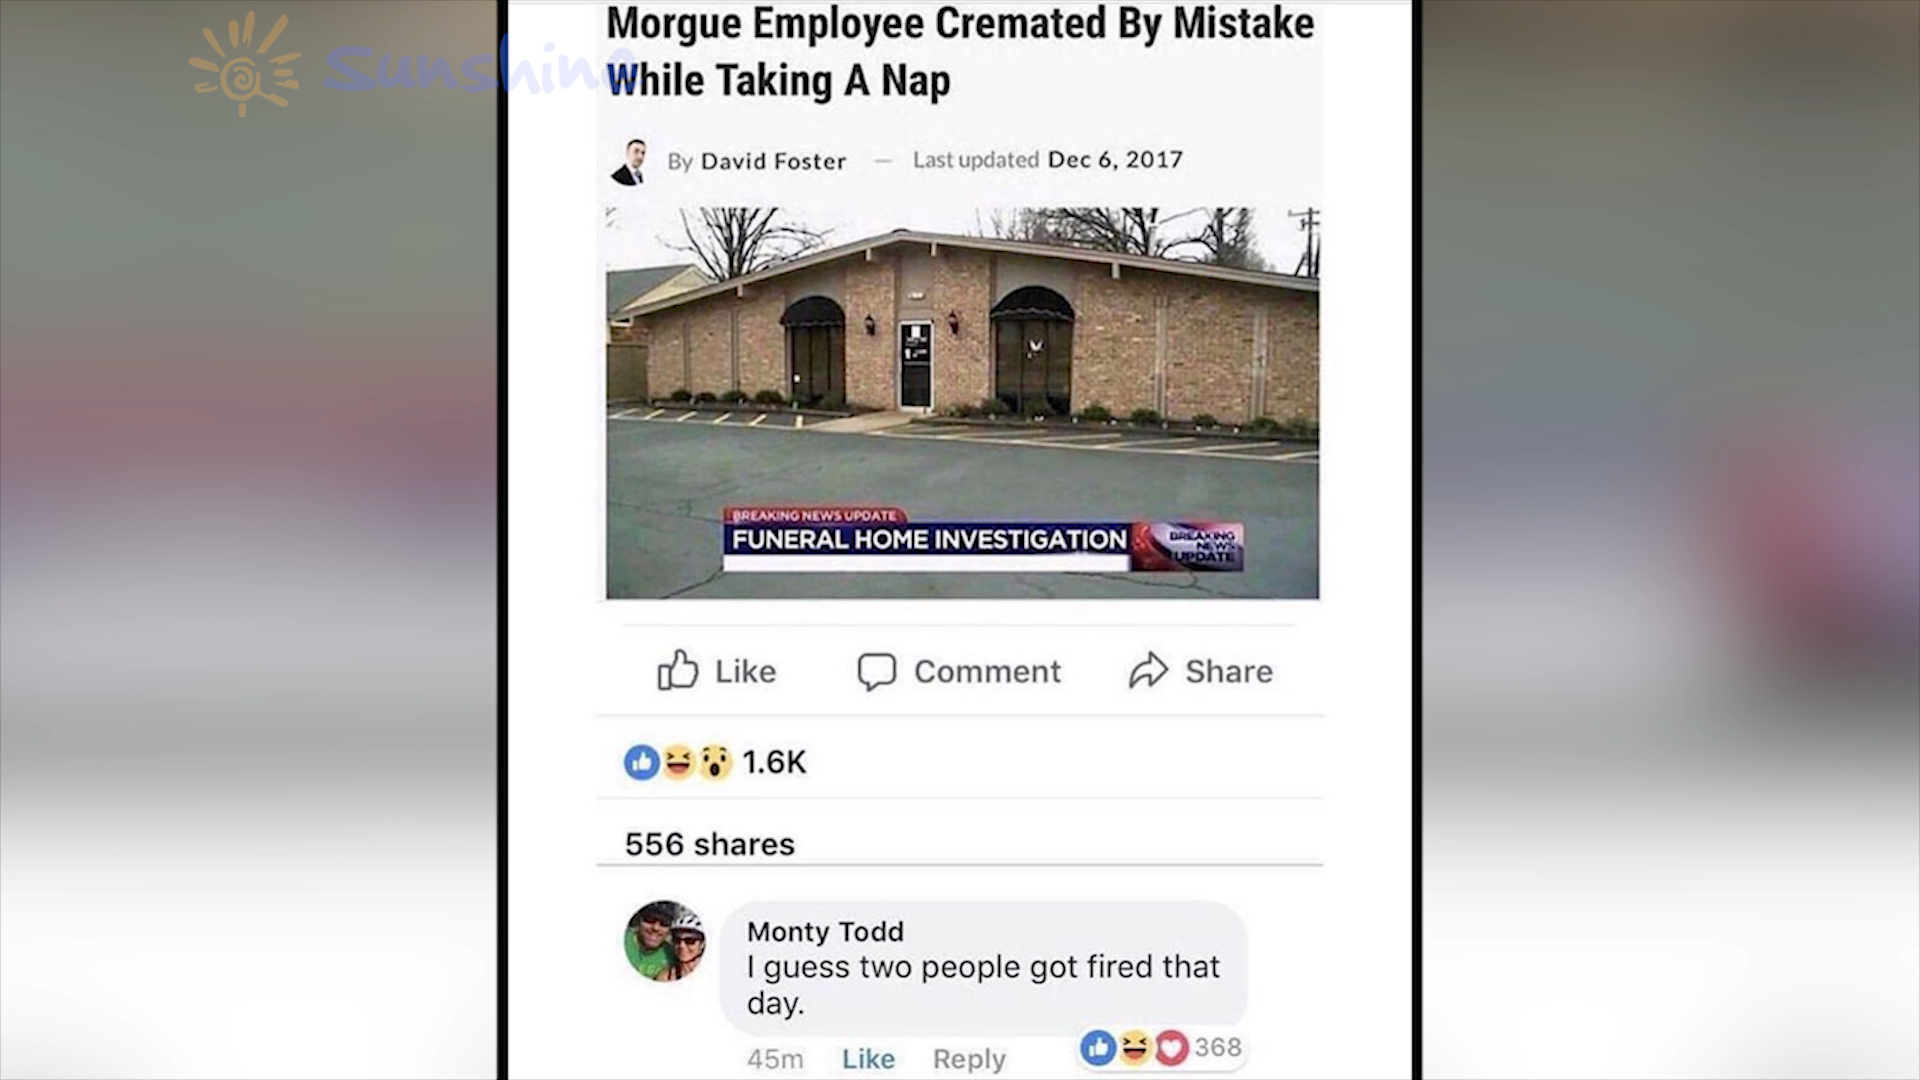 Sunshine
Morgue Employee Cremated By Mistake
While Taking A Nap
By David Foster — Last updated Dec 6, 2017
BREAKING NEWS UPDATE
FUNERAL HOME INVESTIGATION
BREAKING
NEWS
UPDATE
Like Comment Share
1.6K
556 shares
Monty Todd
I guess two people got fired that
day.
45m Like Reply 368